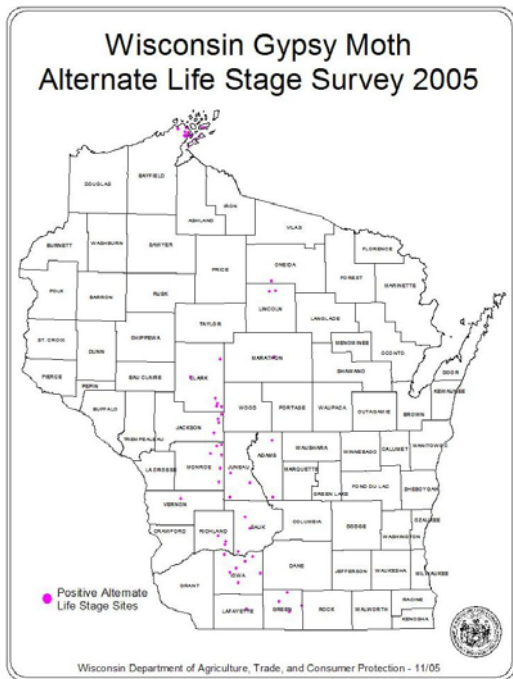 Wisconsin Gypsy Moth
Alternate Life Stage Survey 2005
DOUGLAS
BAYFIELD
ASHLAND
IRON
VILAS
BURNETT
WASHBURN
SAWYER
PRICE
ONEIDA
FOREST
FLORENCE
MARINETTE
POLK
BARRON
RUSK
TAYLOR
LINCOLN
LANGLADE
MENOMINEE
OCONTO
ST. CROIX
DUNN
CHIPPEWA
CLARK
MARATHON
SHAWANO
DOOR
PIERCE
PEPIN
EAU CLAIRE
KEWAUNEE
BUFFALO
TREMPEALEAU
JACKSON
WOOD
PORTAGE
WAUPACA
OUTAGAMIE
BROWN
LA CROSSE
MONROE
JUNEAU
ADAMS
WAUSHARA
WINNEBAGO
CALUMET
MANITOWOC
MARQUETTE
GREEN LAKE
FOND DU LAC
SHEBOYGAN
VERNON
CRAWFORD
RICHLAND
SAUK
COLUMBIA
DODGE
WASHINGTON
OZAUKEE
GRANT
IOWA
DANE
JEFFERSON
WAUKESHA
MILWAUKEE
LAFAYETTE
GREEN
ROCK
WALWORTH
RACINE
KENOSHA
Positive Alternate
Life Stage Sites
Wisconsin Department of Agriculture, Trade, and Consumer Protection - 11/05